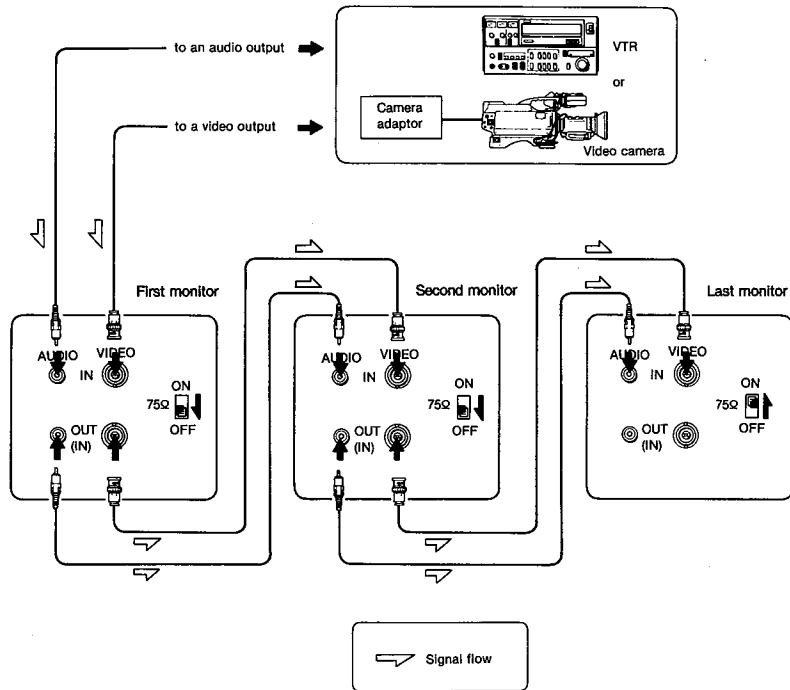 to an audio output
VTR
or
Camera
adaptor
to a video output
Video camera
First monitor
Second monitor
Last monitor
AUDIO
VIDEO
IN
ON
75Ω
OFF
OUT
(IN)
AUDIO
VIDEO
IN
ON
75Ω
OFF
OUT
(IN)
AUDIO
VIDEO
IN
ON
75Ω
OFF
OUT
(IN)
Signal flow